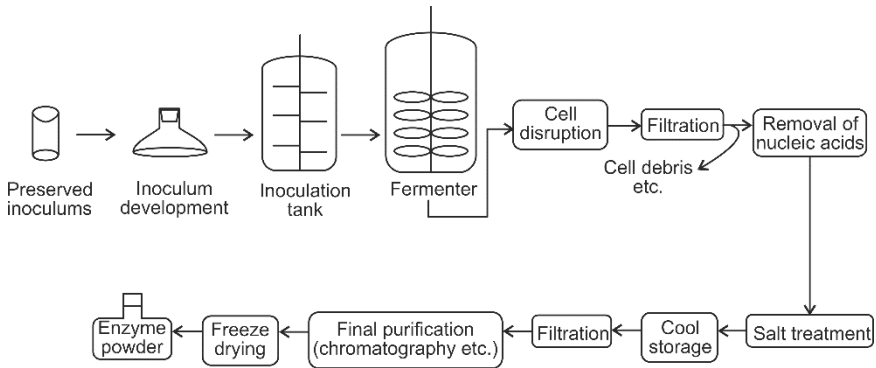 Preserved
inoculums
Inoculum
development
Inoculation
tank
Fermenter
Cell
disruption
Filtration
Cell debris
etc.
Removal of
nucleic acids
Salt treatment
Cool
storage
Filtration
Final purification
(chromatography etc.)
Freeze
drying
Enzyme
powder